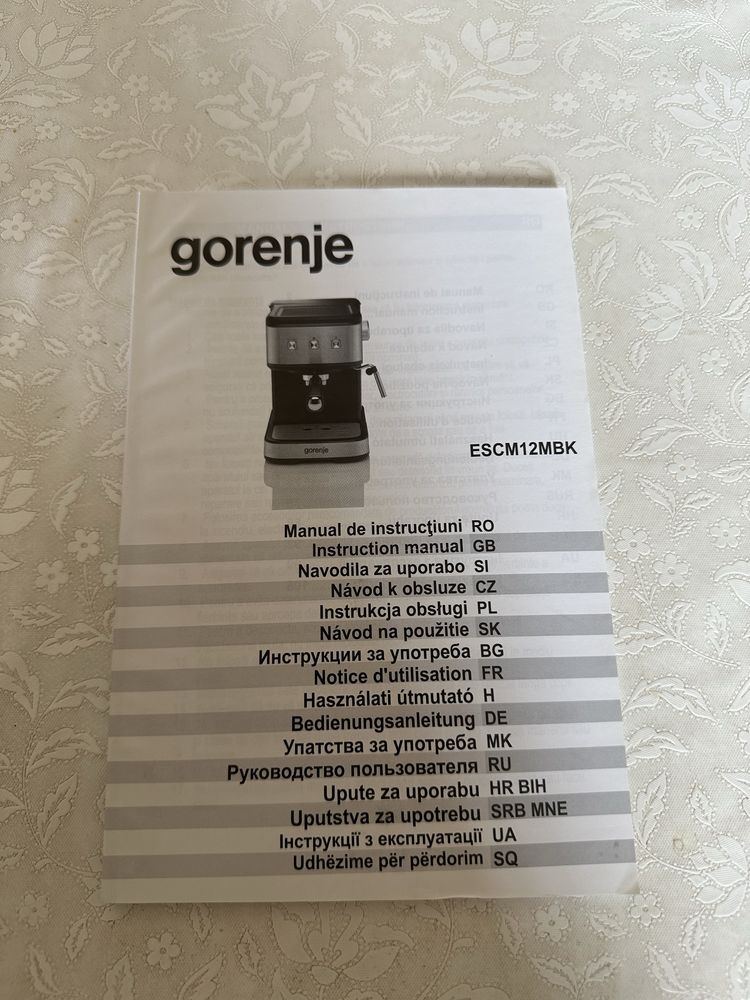 gorenje
gorenje
ESCM12MBK
Manual de instrucţiuni RO
Instruction manual GB
Navodila za uporabo SI
Návod k obsluze CZ
Instrukcja obsługi PL
Návod na použitie SK
Инструкции за употреба BG
Notice d'utilisation FR
Használati útmutató H
Bedienungsanleitung DE
Упатства за употреба MK
Руководство пользователя RU
Upute za uporabu HR BIH
Uputstva za upotrebu SRB MNE
Інструкції з експлуатації UA
Udhëzime për përdorim SQ